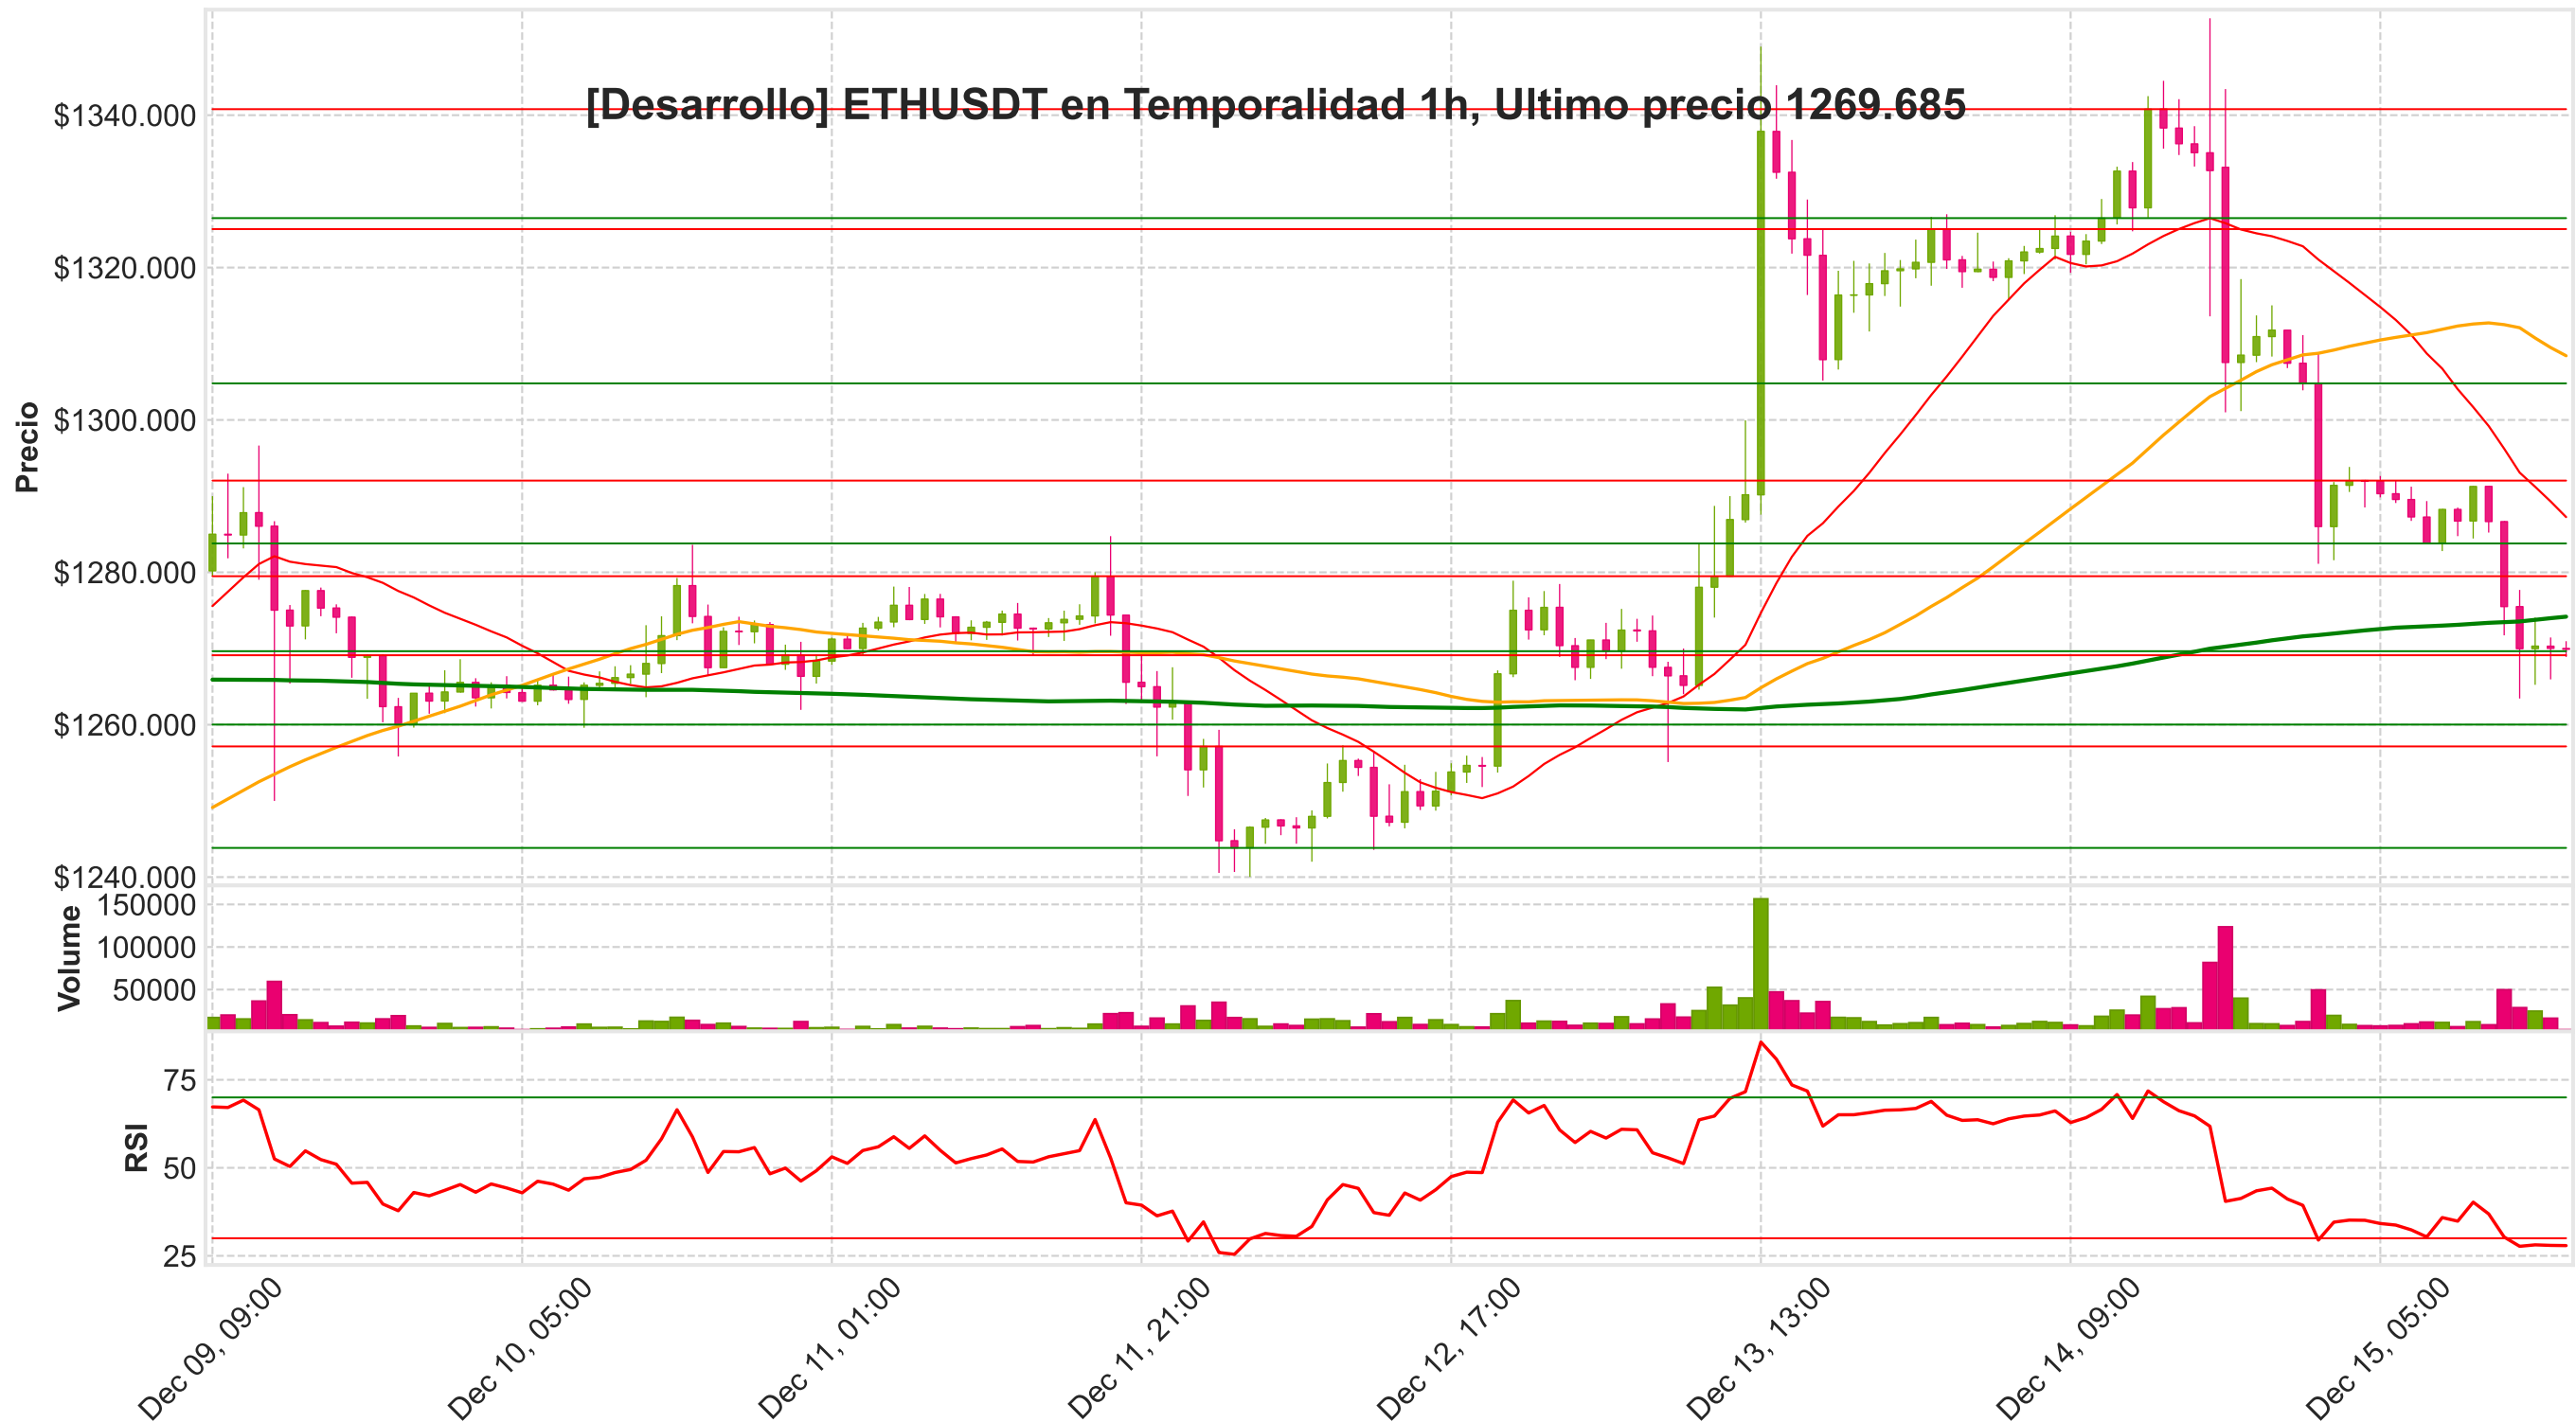 [Desarrollo] ETHUSDT en Temporalidad 1h, Ultimo precio 1269.685
Precio
$1340.000
$1320.000
$1300.000
$1280.000
$1260.000
$1240.000
Volume
150000
100000
50000
RSI
75
50
25
Dec 09, 09:00
Dec 10, 05:00
Dec 11, 01:00
Dec 11, 21:00
Dec 12, 17:00
Dec 13, 13:00
Dec 14, 09:00
Dec 15, 05:00